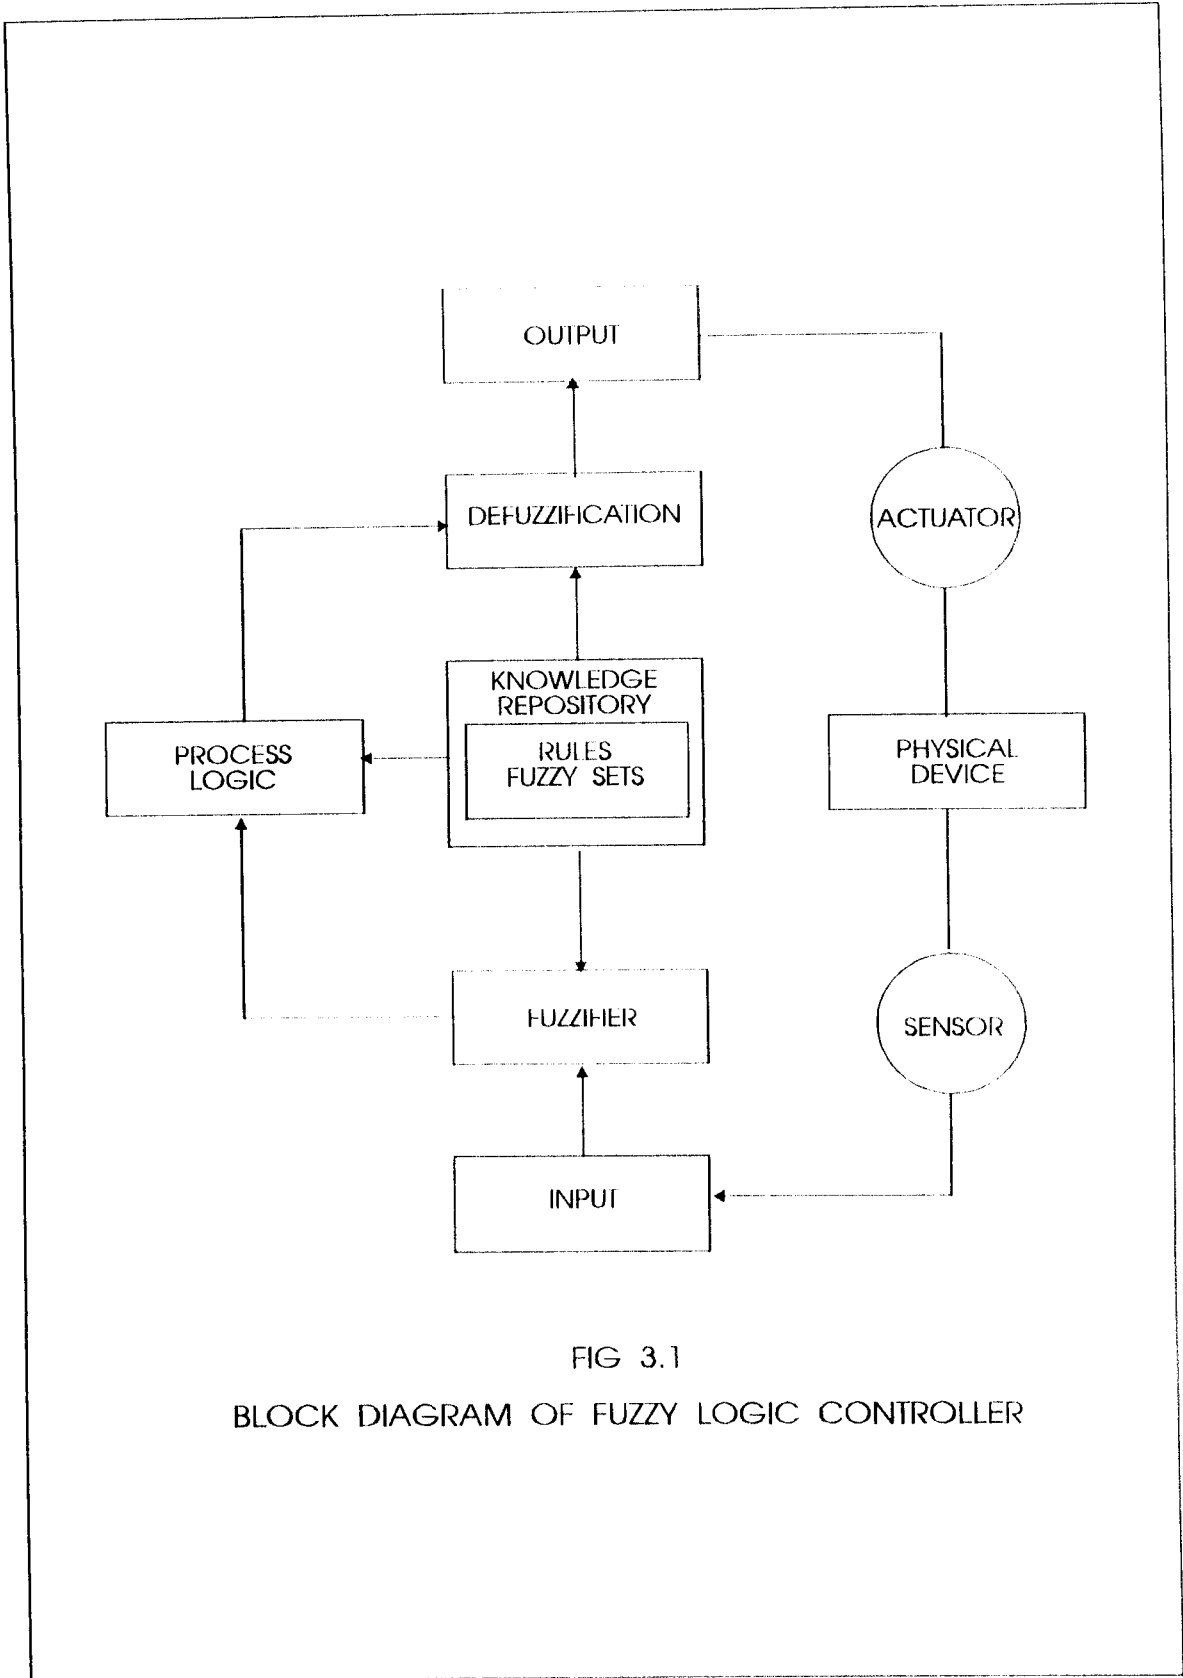 OUTPUT
DEFUZZIFICATION
ACTUATOR
KNOWLEDGE
REPOSITORY
RULES
FUZZY SETS
PROCESS
LOGIC
PHYSICAL
DEVICE
FUZZIFIER
SENSOR
INPUT
FIG 3.1
BLOCK DIAGRAM OF FUZZY LOGIC CONTROLLER